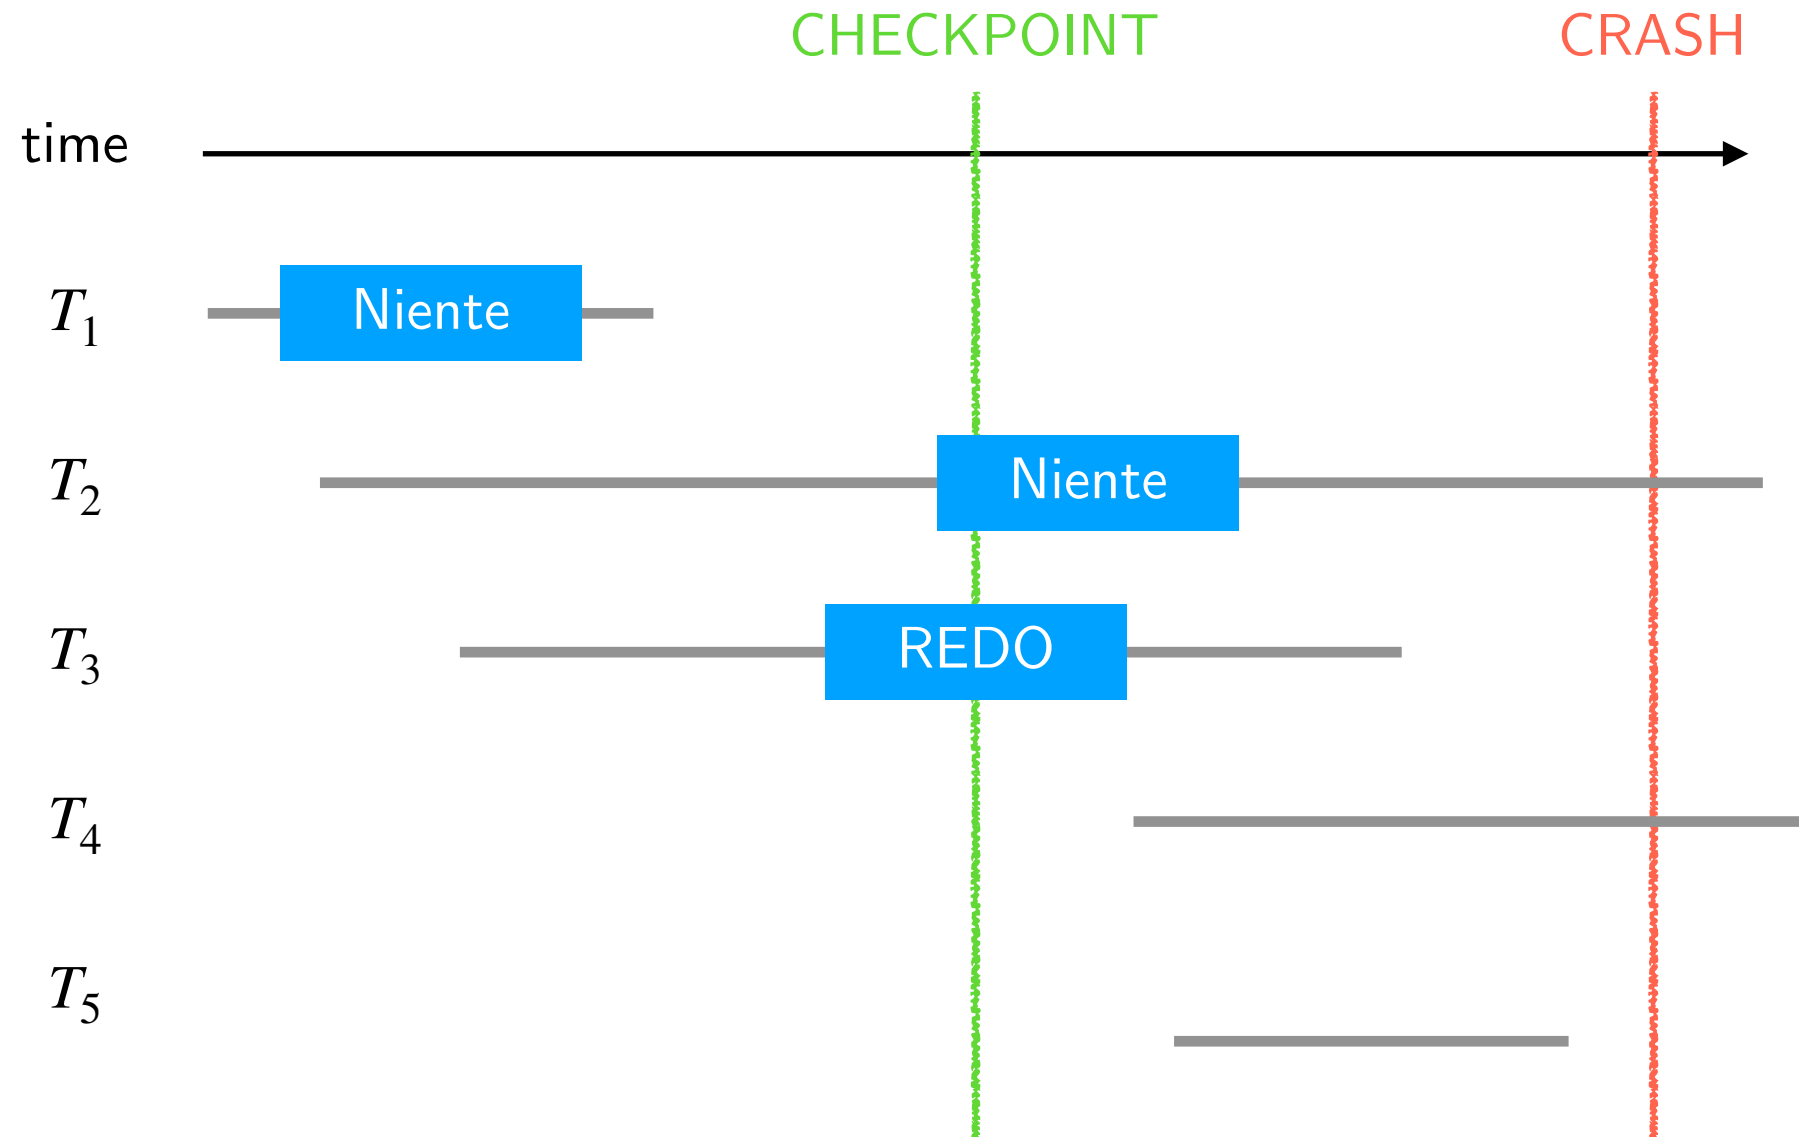 CHECKPOINT CRASH
time
T1 Niente
T2 Niente
T3 REDO
T4
T5